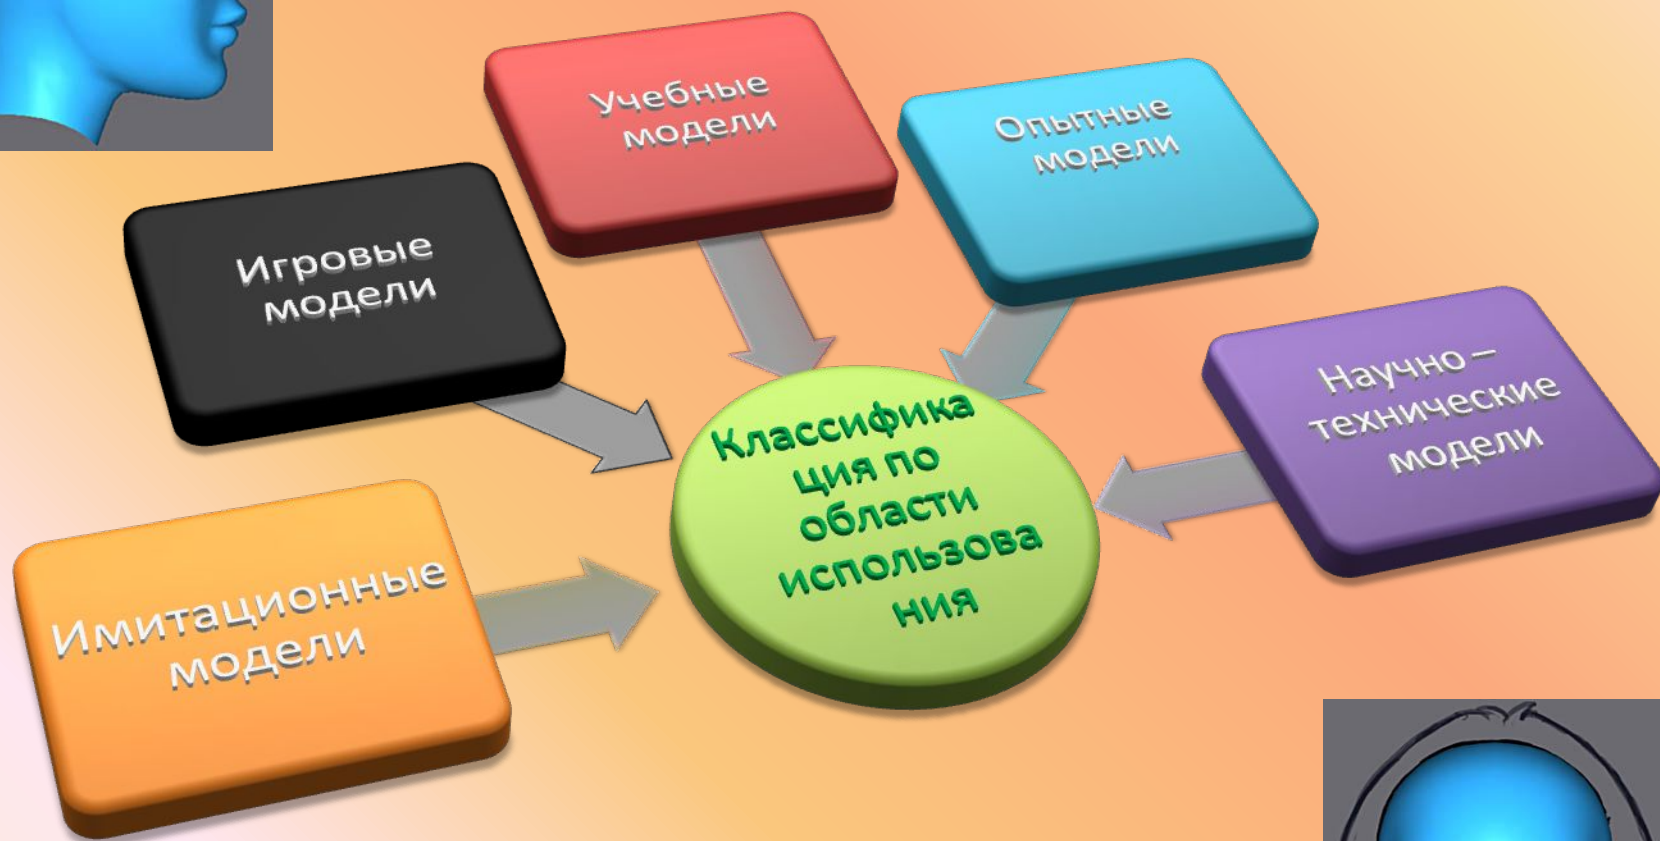 Учебные
модели
Опытные
модели
Игровые
модели
Научно –
технические
модели
Классифика
ция по
области
использова
ния
Имитационные
модели